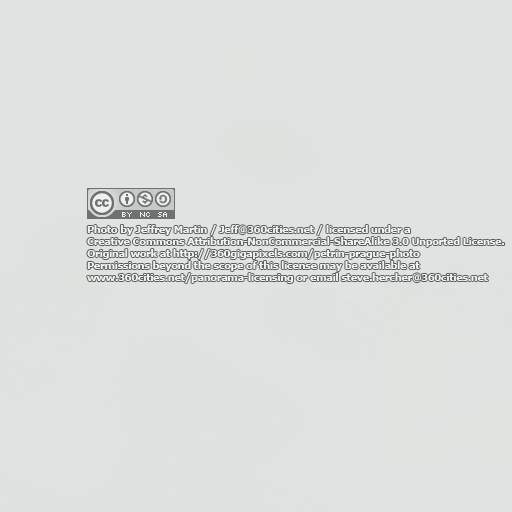 cc
BY NC SA
Photo by Jeffrey Martin / Jeff@360cities.net / licensed under a
Creative Commons Attribution-NonCommercial-ShareAlike 3.0 Unported License.
Original work at http://360gigapixels.com/petrin-prague-photo
Permissions beyond the scope of this license may be available at
www.360cities.net/panorama-licensing or email steve.hercher@360cities.net